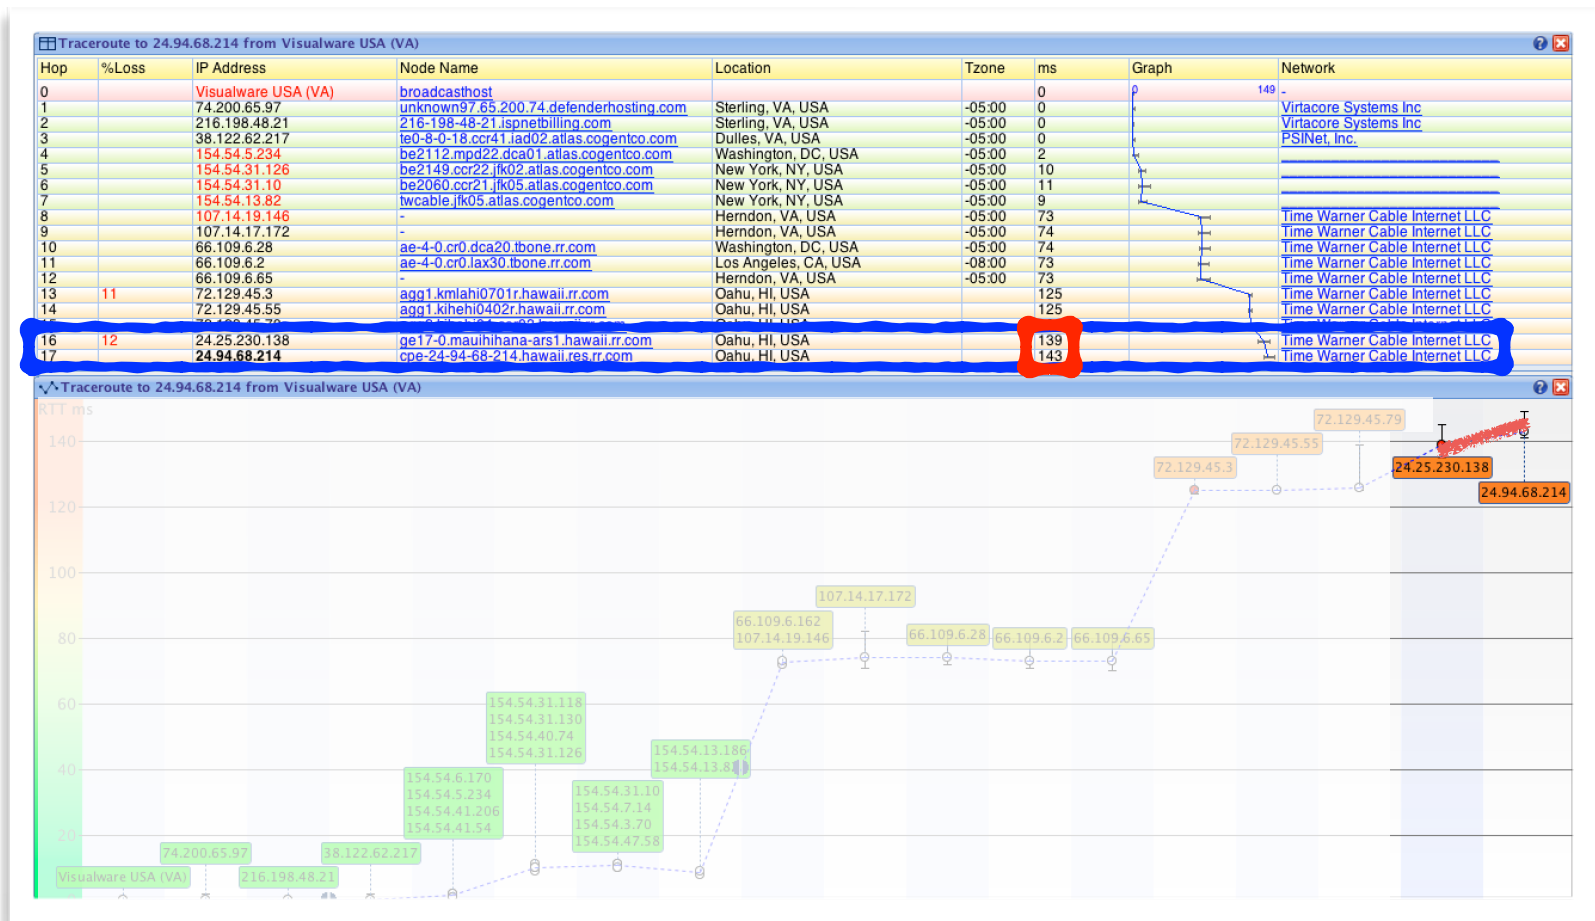 Traceroute to 24.94.68.214 from Visualware USA (VA)
Hop %Loss IP Address Node Name Location Tzone ms Graph Network
0 Visualware USA (VA) broadcasthost 0 0 149 -
1 74.200.65.97 unknown97.65.200.74.defenderhosting.com Sterling, VA, USA -05:00 0 Virtacore Systems Inc
2 216.198.48.21 216-198-48-21.ispnetbilling.com Sterling, VA, USA -05:00 0 Virtacore Systems Inc
3 38.122.62.217 te0-8-0-18.ccr41.iad02.atlas.cogentco.com Dulles, VA, USA -05:00 0 PSINet, Inc.
4 154.54.5.234 be2112.mpd22.dca01.atlas.cogentco.com Washington, DC, USA -05:00 2
5 154.54.31.126 be2149.ccr22.jfk02.atlas.cogentco.com New York, NY, USA -05:00 10
6 154.54.31.10 be2060.ccr21.jfk05.atlas.cogentco.com New York, NY, USA -05:00 11
7 154.54.13.82 twcable.jfk05.atlas.cogentco.com New York, NY, USA -05:00 9
8 107.14.19.146 - Herndon, VA, USA -05:00 73 Time Warner Cable Internet LLC
9 107.14.17.172 - Herndon, VA, USA -05:00 74 Time Warner Cable Internet LLC
10 66.109.6.28 ae-4-0.cr0.dca20.tbone.rr.com Washington, DC, USA -05:00 74 Time Warner Cable Internet LLC
11 66.109.6.2 ae-4-0.cr0.lax30.tbone.rr.com Los Angeles, CA, USA -08:00 73 Time Warner Cable Internet LLC
12 66.109.6.65 - Herndon, VA, USA -05:00 73 Time Warner Cable Internet LLC
13 11 72.129.45.3 agg1.kmlahi0701r.hawaii.rr.com Oahu, HI, USA 125 Time Warner Cable Internet LLC
14 72.129.45.55 agg1.kihehi0402r.hawaii.rr.com Oahu, HI, USA 125 Time Warner Cable Internet LLC
16 12 24.25.230.138 ge17-0.mauihihana-ars1.hawaii.rr.com Oahu, HI, USA 139 Time Warner Cable Internet LLC
17 24.94.68.214 cpe-24-94-68-214.hawaii.res.rr.com Oahu, HI, USA 143 Time Warner Cable Internet LLC
Traceroute to 24.94.68.214 from Visualware USA (VA)
RTT ms
140
120
100
80
60
40
20
72.129.45.79
72.129.45.55
72.129.45.3
24.25.230.138
24.94.68.214
107.14.17.172
66.109.6.162
107.14.19.146
66.109.6.28
66.109.6.2
66.109.6.65
154.54.31.118
154.54.31.130
154.54.40.74
154.54.31.126
154.54.13.186
154.54.13.82
154.54.6.170
154.54.5.234
154.54.41.206
154.54.41.54
154.54.31.10
154.54.7.14
154.54.3.70
154.54.47.58
74.200.65.97
38.122.62.217
Visualware USA (VA)
216.198.48.21